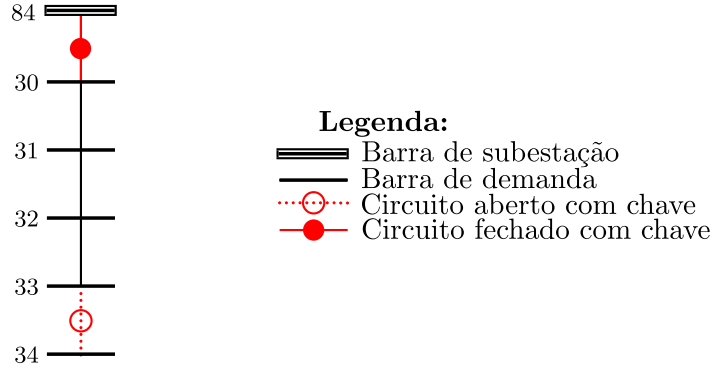 84
30
31
32
33
34
Legenda:
Barra de subestação
Barra de demanda
Circuito aberto com chave
Circuito fechado com chave